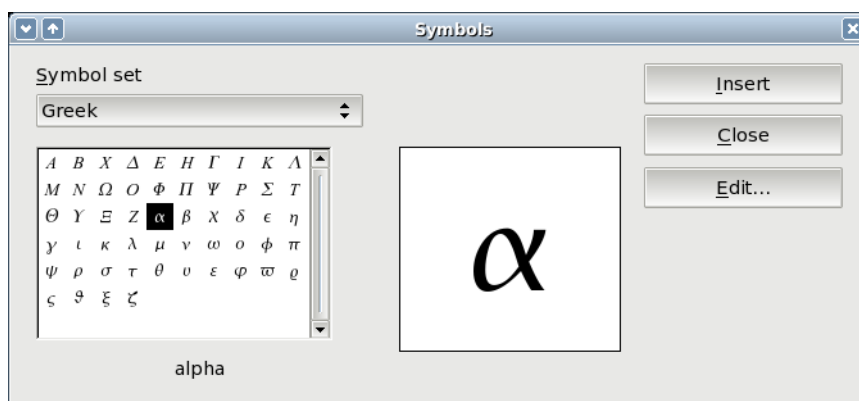 Symbols
Symbol set
Greek
Insert
Close
Edit...
Α Β Χ Δ Ε Η Γ Ι Κ Λ
Μ Ν Ω Ο Φ Π Ψ Ρ Σ Τ
Θ Υ Ξ Ζ α β χ δ ϵ η
γ ι κ λ μ ν ω ο ϕ π
ψ ρ σ τ θ υ ε φ ϖ ϱ
ς ϑ ξ ζ
α
alpha